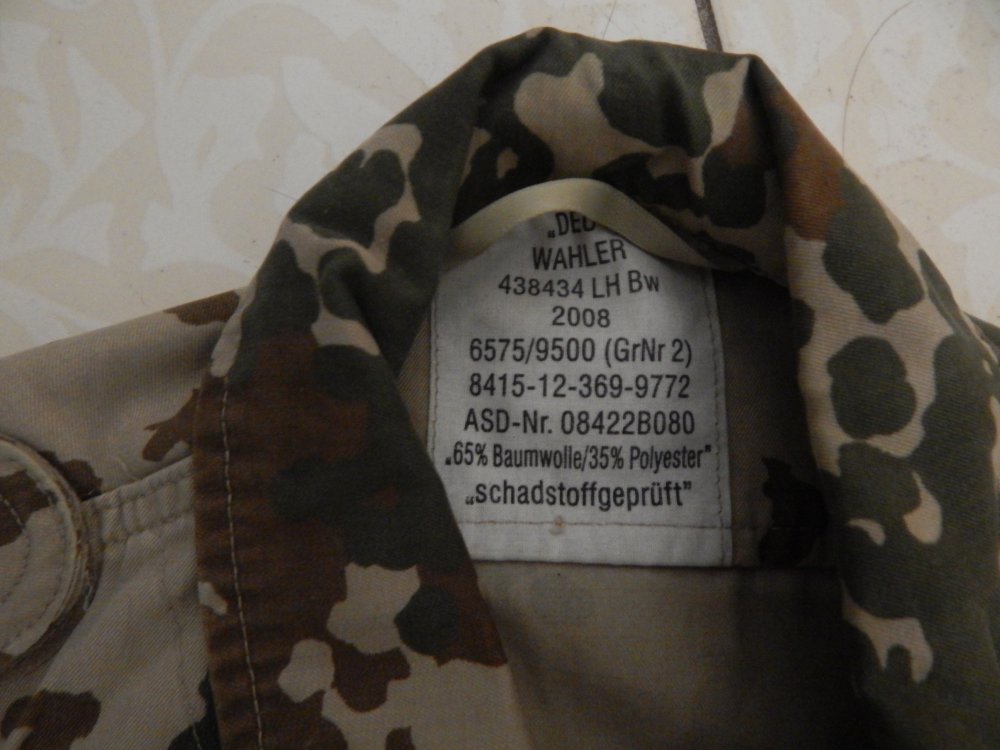 WAHLER
438434 LH Bw
2008
6575/9500 (GrNr 2)
8415-12-369-9772
ASD-Nr. 08422B080
„65% Baumwolle/35% Polyester"
„schadstoffgeprüft"